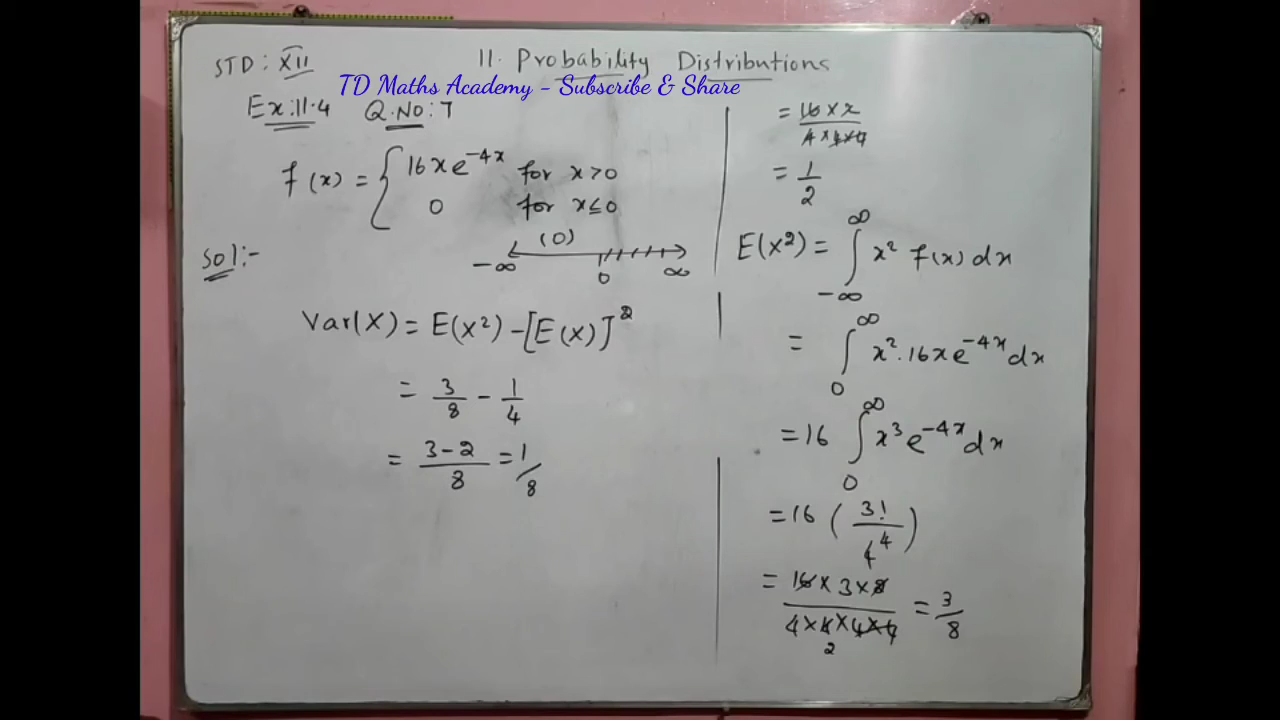 STD: XII 11. Probability Distributions
TD Maths Academy - Subscribe & Share
Ex: 11.4 Q.NO: 7
f(x) = { 16xe^{-4x} for x>0
0 for x≤0
Sol:-
(0)
-∞ 0 ∞
Var(X) = E(X²) - [E(X)]²
= 3/8 - 1/4
= (3-2)/8 = 1/8
= (16×2)/(4×4×4)
= 1/2
E(X²) = ∫_{-∞}^{∞} x² f(x) dx
= ∫_{0}^{∞} x².16xe^{-4x} dx
= 16 ∫_{0}^{∞} x³e^{-4x} dx
= 16 (3!/4⁴)
= (16×3×2)/(4×4×4×4) = 3/8
2